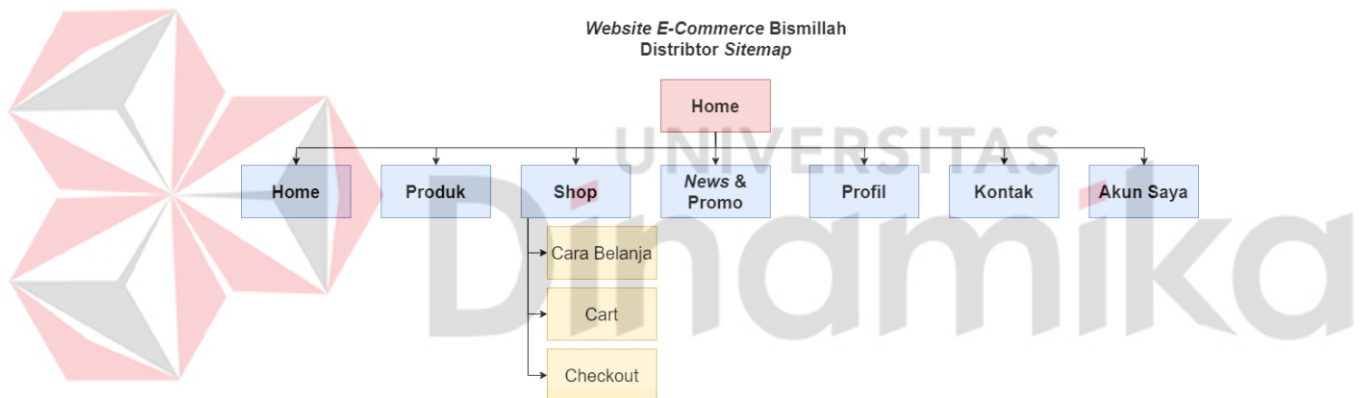 Website E-Commerce Bismillah
Distribtor Sitemap
Home
UNIVERSITAS
Dinamika
Home
Produk
Shop
News &
Promo
Profil
Kontak
Akun Saya
Cara Belanja
Cart
Checkout